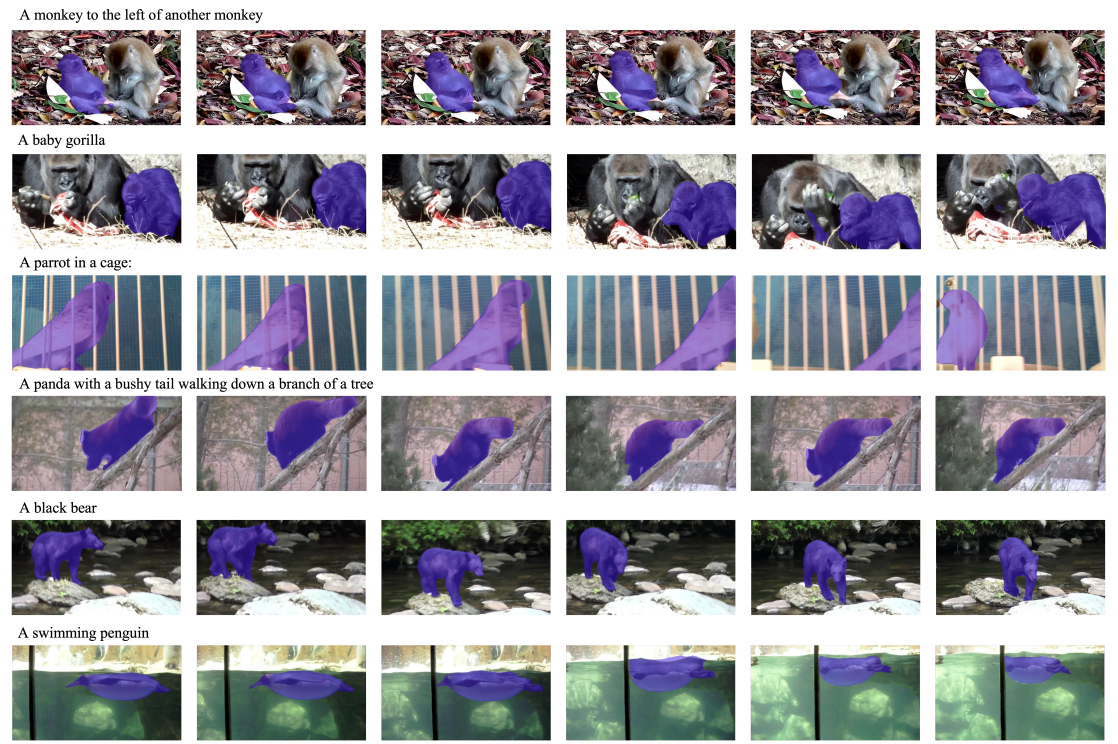 A monkey to the left of another monkey
A baby gorilla
A parrot in a cage:
A panda with a bushy tail walking down a branch of a tree
A black bear
A swimming penguin